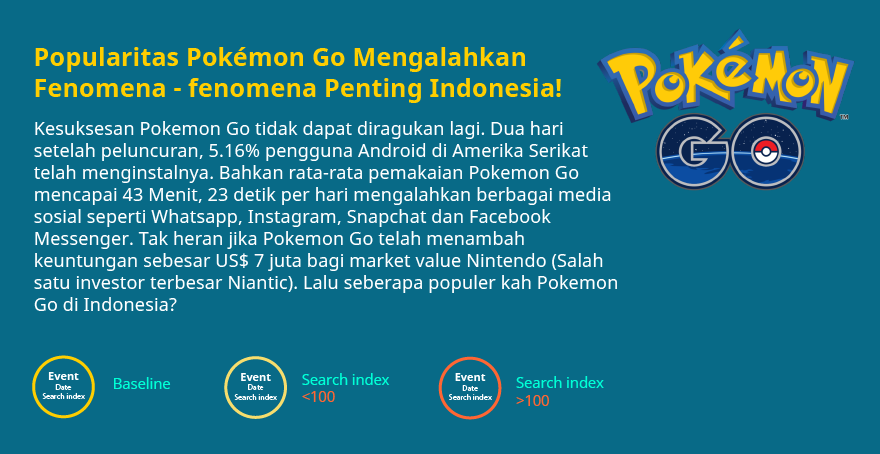 Popularitas Pokémon Go Mengalahkan
Fenomena - fenomena Penting Indonesia!
POKéMON
TM
GO
Kesuksesan Pokemon Go tidak dapat diragukan lagi. Dua hari
setelah peluncuran, 5.16% pengguna Android di Amerika Serikat
telah menginstalnya. Bahkan rata-rata pemakaian Pokemon Go
mencapai 43 Menit, 23 detik per hari mengalahkan berbagai media
sosial seperti Whatsapp, Instagram, Snapchat dan Facebook
Messenger. Tak heran jika Pokemon Go telah menambah
keuntungan sebesar US$ 7 juta bagi market value Nintendo (Salah
satu investor terbesar Niantic). Lalu seberapa populer kah Pokemon
Go di Indonesia?
Event
Date
Search index
Baseline
Event
Date
Search index
Search index
<100
Event
Date
Search index
Search index
>100